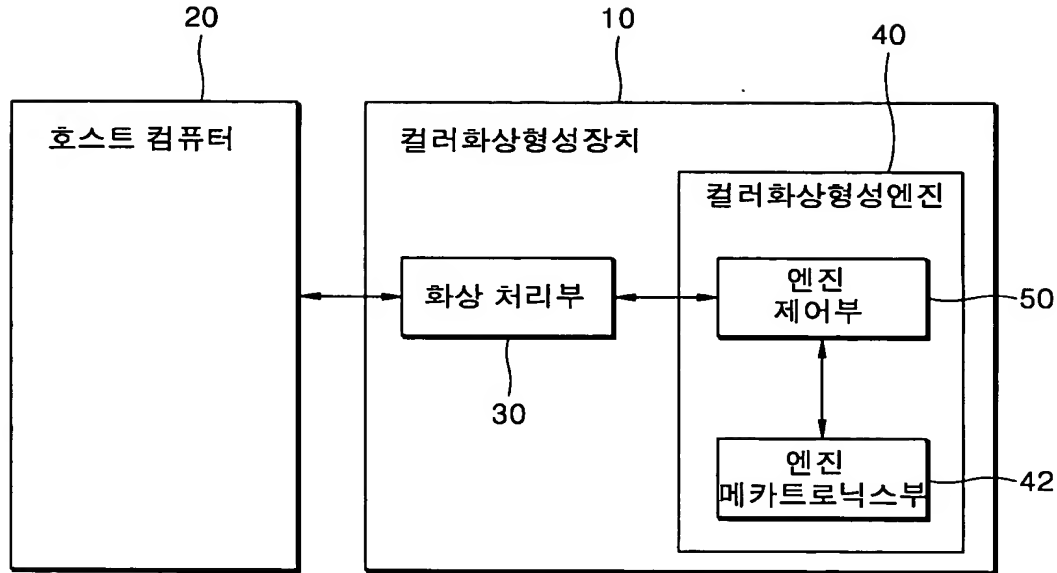 20
10
40
호스트 컴퓨터
컬러화상형성장치
컬러화상형성엔진
화상 처리부
엔진
제어부
50
30
엔진
메카트로닉스부
42